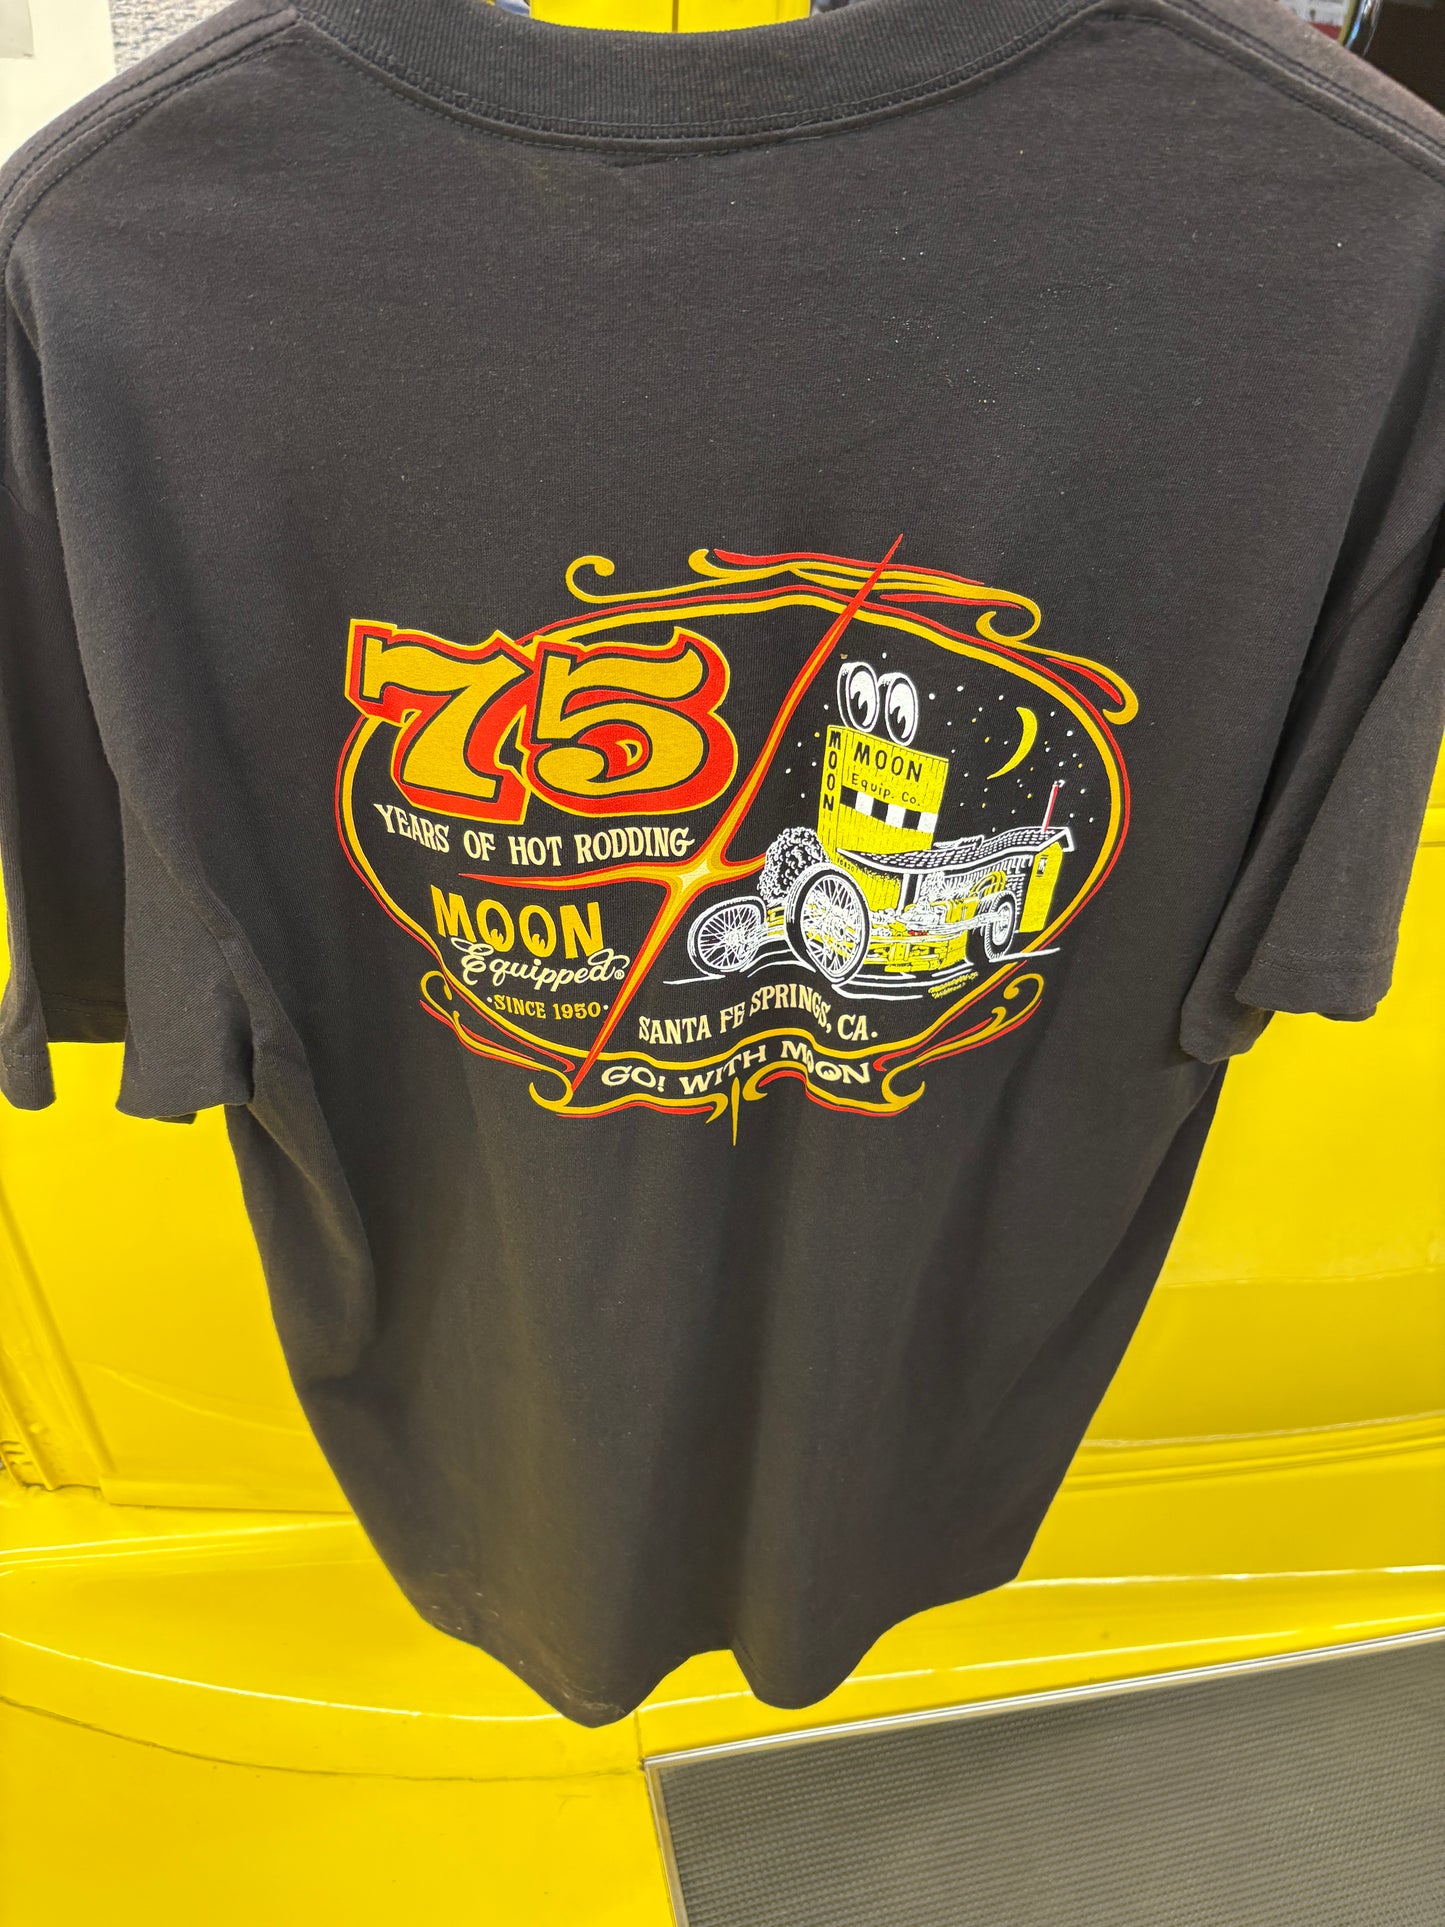 75
YEARS OF HOT RODDING
MOON
Equipped®
·SINCE 1950·
MOON
MOON
Equip. Co.
SANTA FE SPRINGS, CA.
GO! WITH MOON